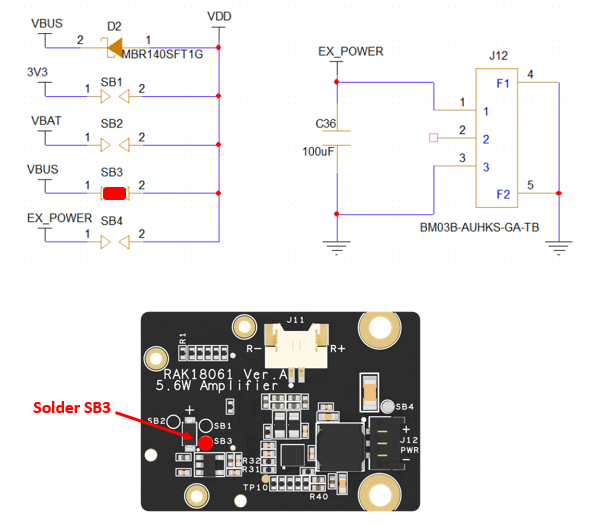 VBUS
D2
VDD
2
1
MBR140SFT1G
3V3
SB1
1
2
VBAT
SB2
1
2
VBUS
SB3
1
2
EX_POWER
SB4
1
2
EX_POWER
J12
C36
100uF
1
2
3
F1
1
2
3
F2
4
5
BM03B-AUHKS-GA-TB
J11
R- R+
R1
RAK18061 Ver.A
5.6W Amplifier
Solder SB3
SB2
+
SB1
SB3
SB4
J12
+
PWR
-
R32
R31
TP10
R40